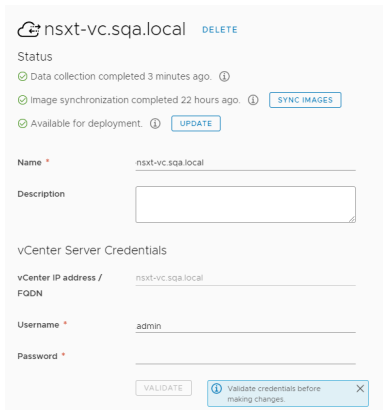 nsxt-vc.sqa.local DELETE
Status
Data collection completed 3 minutes ago.
Image synchronization completed 22 hours ago. SYNC IMAGES
Available for deployment. UPDATE
Name * nsxt-vc.sqa.local
Description
vCenter Server Credentials
vCenter IP address / nsxt-vc.sqa.local
FQDN
Username * admin
Password *
VALIDATE
Validate credentials before
making changes.